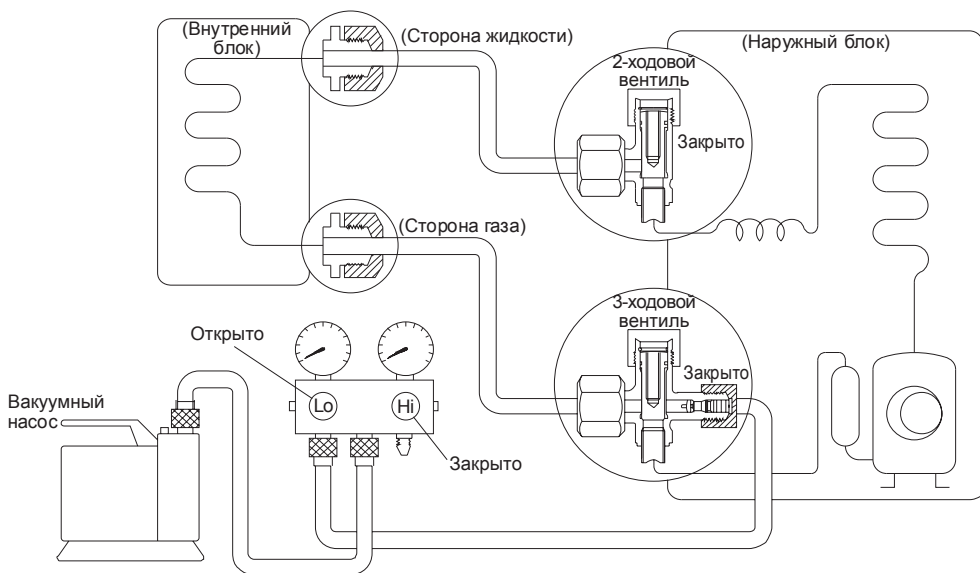 (Внутренний
блок)
(Сторона жидкости)
(Наружный блок)
2-ходовой
вентиль
Закрыто
(Сторона газа)
3-ходовой
вентиль
Закрыто
Открыто
Lo
Hi
Вакуумный
насос
Закрыто